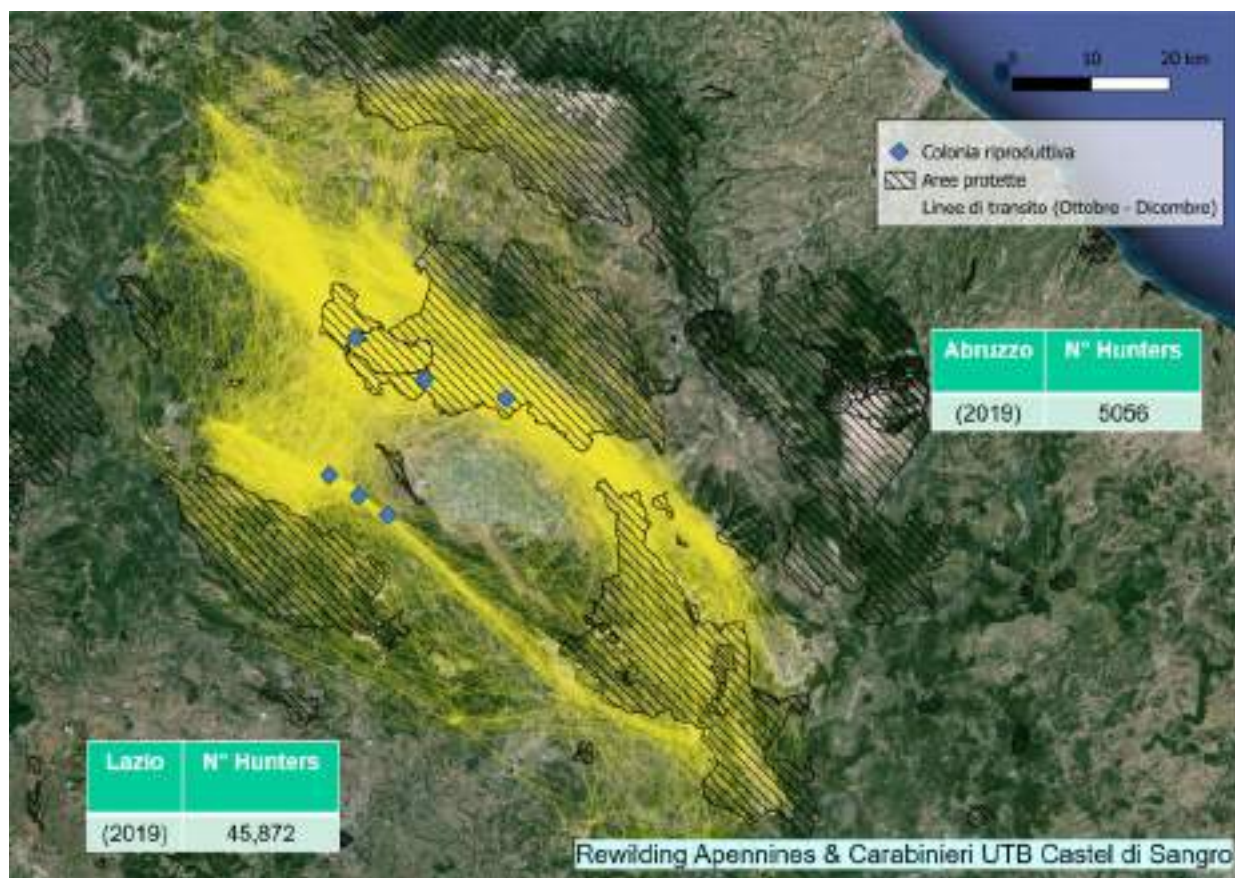 0 10 20 km
Colonia riproduttiva
Aree protette
Linee di transito (Ottobre - Dicembre)
Abruzzo N° Hunters
(2019) 5056
Lazio N° Hunters
(2019) 45,872
Rewilding Apennines & Carabinieri UTB Castel di Sangro